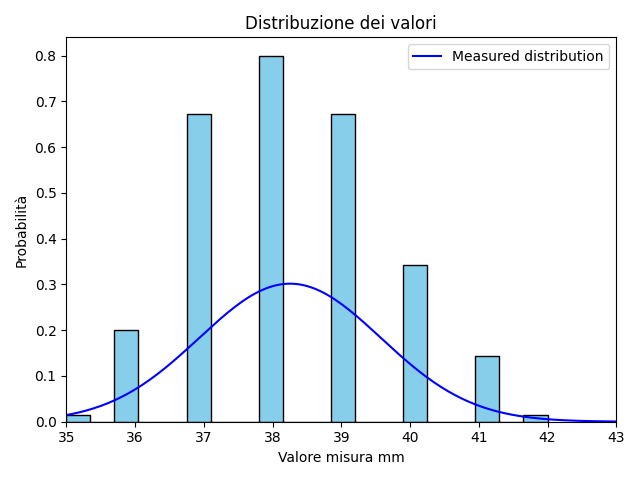 Distribuzione dei valori
Measured distribution
Probabilità
0.8
0.7
0.6
0.5
0.4
0.3
0.2
0.1
0.0
35 36 37 38 39 40 41 42 43
Valore misura mm